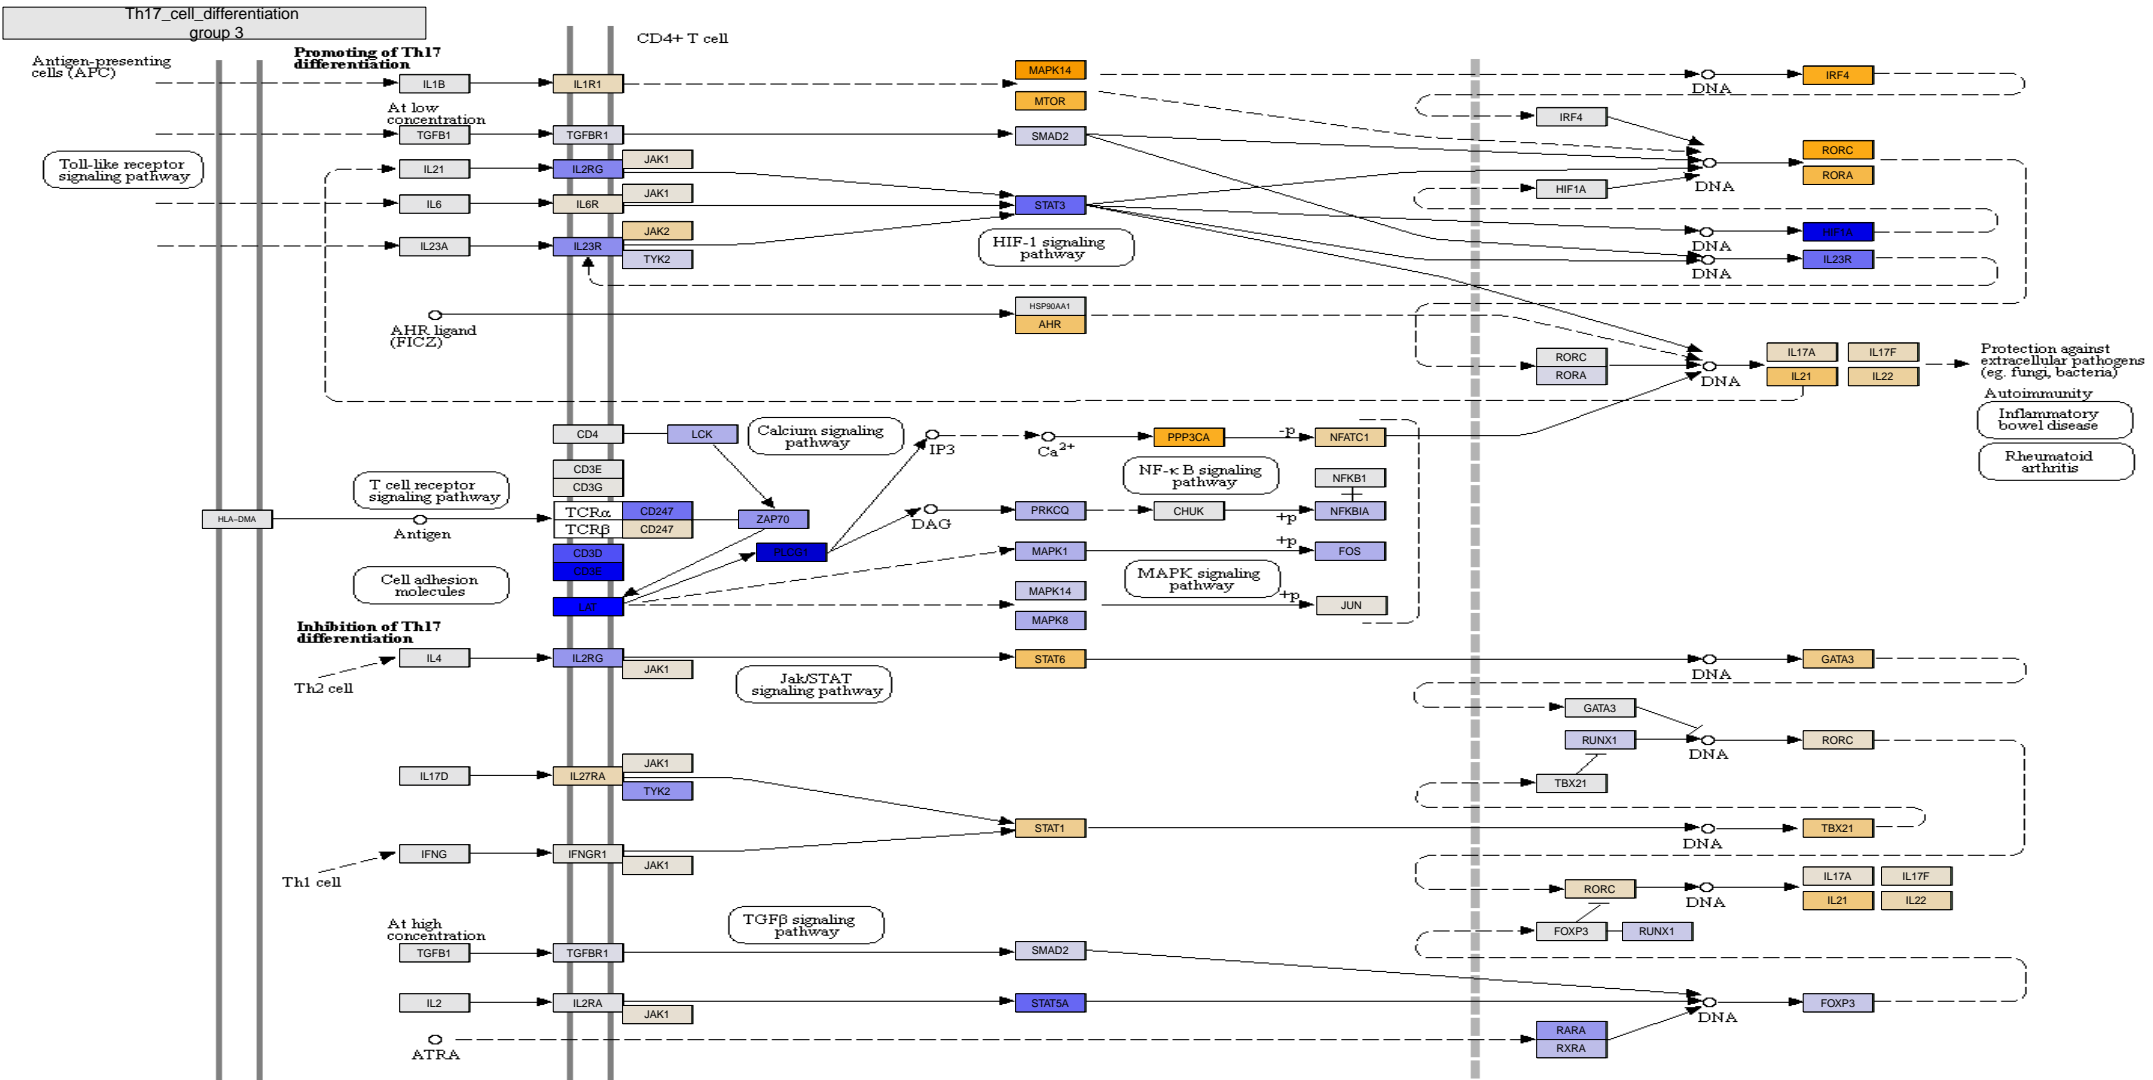 Th17_cell_differentiation
group 3
CD4+ T cell
Antigen-presenting
cells (APC)
Promoting of Th17
differentiation
IL1B
IL1R1
MAPK14
MTOR
DNA
IRF4
At low
concentration
TGFB1
TGFBR1
SMAD2
IRF4
Toll-like receptor
signaling pathway
IL21
IL2RG
JAK1
RORC
RORA
DNA
IL6
IL6R
JAK1
STAT3
HIF1A
IL23A
IL23R
JAK2
TYK2
HIF-1 signaling
pathway
DNA
HIF1A
DNA
IL23R
AHR ligand
(FICZ)
HSP90AA1
AHR
RORC
RORA
DNA
IL17A
IL17F
IL21
IL22
Protection against
extracellular pathogens
(eg. fungi, bacteria)
Autoimmunity
Inflammatory
bowel disease
Rheumatoid
arthritis
CD4
LCK
Calcium signaling
pathway
IP3
Ca2+
PPP3CA
-p
NFATC1
CD3E
CD3G
T cell receptor
signaling pathway
NF-κ B signaling
pathway
NFKB1
HLA-DMA
Antigen
TCRα
CD247
TCRβ
CD247
ZAP70
DAG
PRKCQ
CHUK
+p
NFKBIA
CD3D
CD3E
PLCG1
MAPK1
+p
FOS
Cell adhesion
molecules
LAT
MAPK14
MAPK8
MAPK signaling
pathway
+p
JUN
Inhibition of Th17
differentiation
IL4
Th2 cell
IL2RG
JAK1
Jak/STAT
signaling pathway
STAT6
DNA
GATA3
GATA3
RUNX1
DNA
RORC
IL17D
IL27RA
JAK1
TYK2
TBX21
STAT1
DNA
TBX21
IFNG
Th1 cell
IFNGR1
JAK1
RORC
DNA
IL17A
IL17F
IL21
IL22
At high
concentration
TGFB1
TGFBR1
TGFβ signaling
pathway
SMAD2
FOXP3
RUNX1
IL2
IL2RA
JAK1
STAT5A
DNA
FOXP3
ATRA
RARA
RXRA